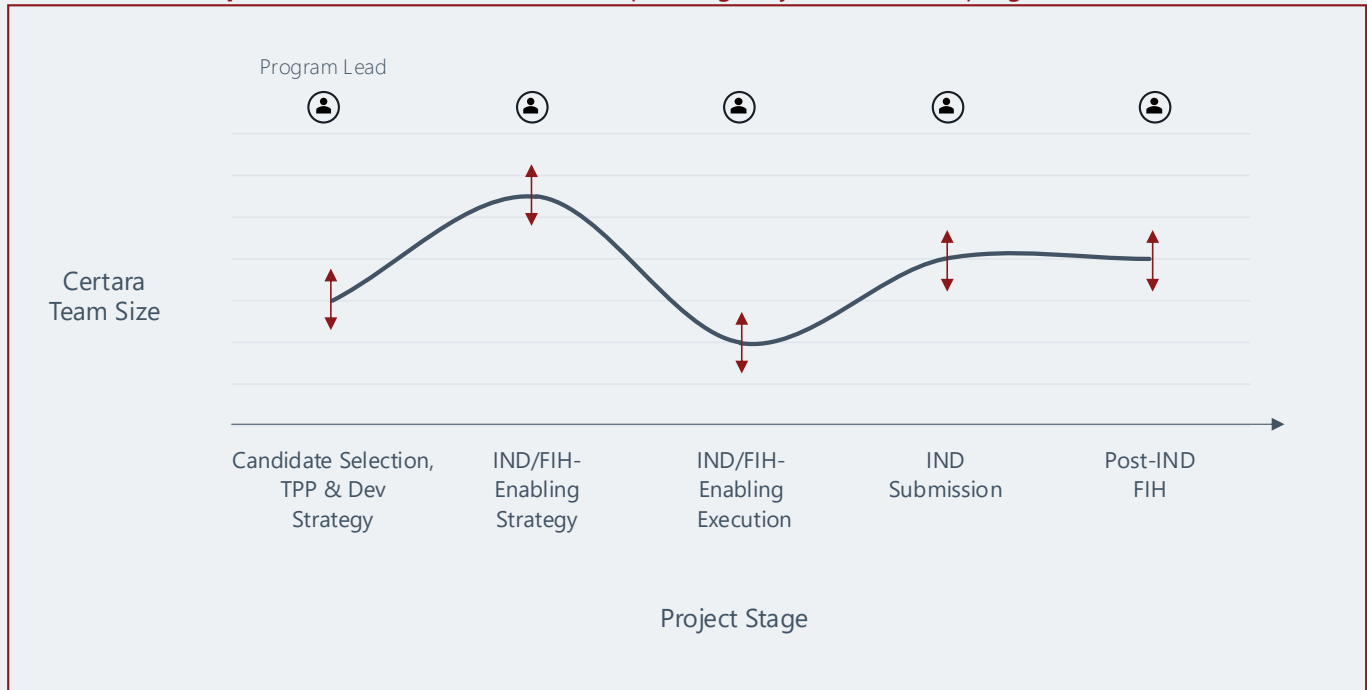 Program Lead
Certara
Team Size
Candidate Selection,
TPP & Dev
Strategy
IND/FIH-
Enabling
Strategy
IND/FIH-
Enabling
Execution
IND
Submission
Post-IND
FIH
Project Stage